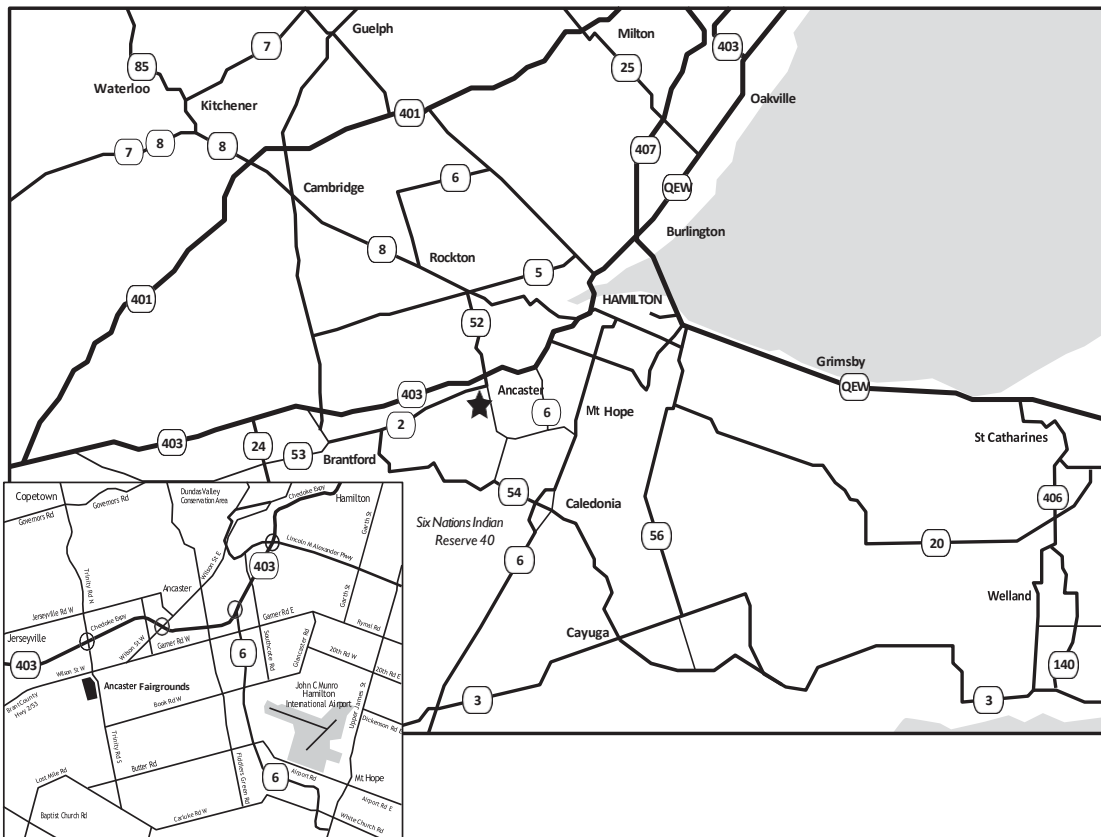 Guelph
7
Milton
403
25
85
Waterloo
Kitchener
Oakville
401
7
8
8
407
6
QEW
Cambridge
Burlington
8
Rockton
5
401
HAMILTON
52
Grimsby
QEW
403
Ancaster
6
Mt Hope
2
403
24
53
Brantford
St Catharines
54
406
Caledonia
Six Nations Indian
Reserve 40
56
20
6
Welland
Cayuga
140
3
3
Copetown
Governors Rd
Governors Rd
Dundas Valley
Conservation Area
Chedoke Expy
Hamilton
Garth St
Lincoln M Alexander Pkwy
Wilson St E
403
Trinity Rd N
Ancaster
Garth St
Jerseyville Rd W
Chedoke Expy
Garner Rd E
Rymal Rd
Jerseyville
Wilson St W
Garner Rd W
Southcote Rd
Glancaster Rd
403
6
20th Rd W
20th Rd E
Wilson St W
Ancaster Fairgrounds
Brant County
Hwy 2/53
Book Rd W
John C Munro
Hamilton
International Airport
Upper James St
Dickenson Rd E
Trinity Rd S
Fiddlers Green Rd
Butter Rd
Lost Mile Rd
6
Airport Rd
Mt Hope
Airport Rd E
Baptist Church Rd
Carluke Rd W
White Church Rd